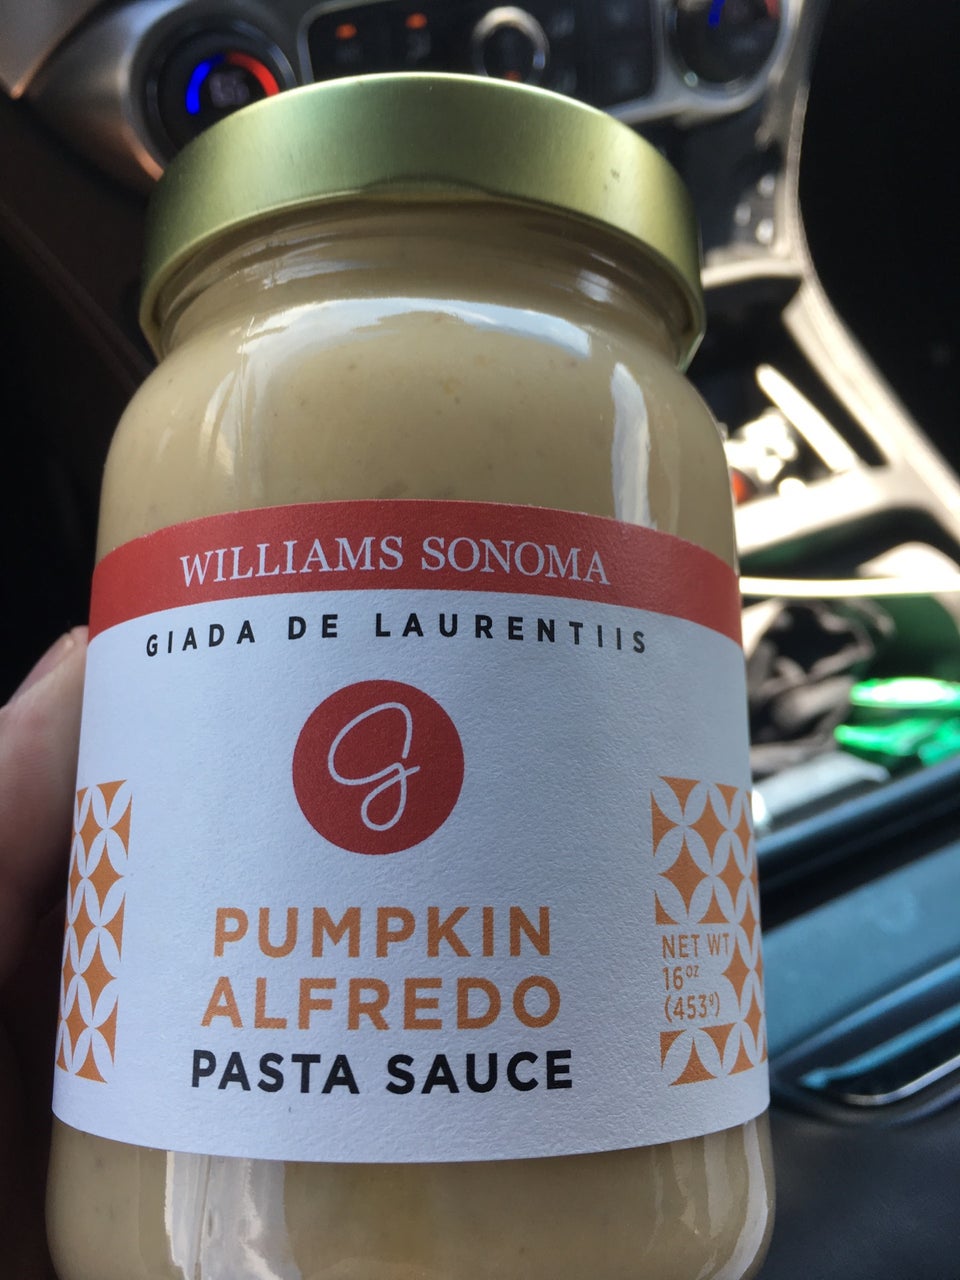 WILLIAMS SONOMA
GIADA DE LAURENTIIS
g
PUMPKIN
ALFREDO
PASTA SAUCE
NET WT
16 oz
(453g)